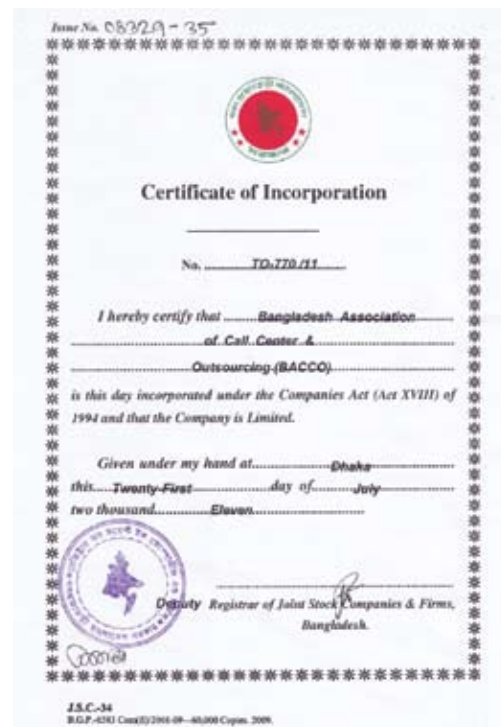 Issue No. 08329-35
Certificate of Incorporation
No. TO-770 /11
I hereby certify that Bangladesh Association
of Call Center &
Outsourcing (BACCO)
is this day incorporated under the Companies Act (Act XVIII) of
1994 and that the Company is Limited.
Given under my hand at Dhaka
this Twenty-First day of July
two thousand Eleven
Deputy Registrar of Joint Stock Companies & Firms,
Bangladesh.
J.S.C.-34